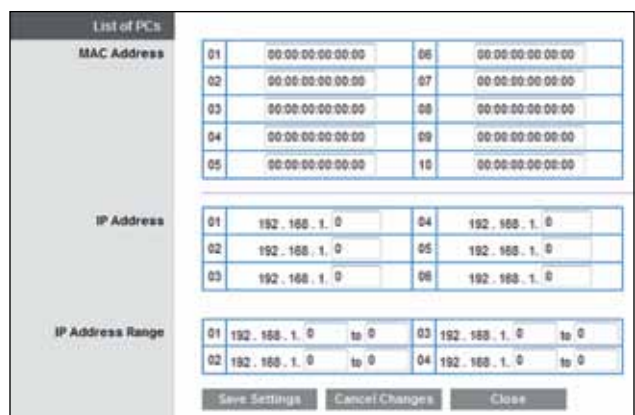 List of PCs
MAC Address
01 00:00:00:00:00:00 06 00:00:00:00:00:00
02 00:00:00:00:00:00 07 00:00:00:00:00:00
03 00:00:00:00:00:00 08 00:00:00:00:00:00
04 00:00:00:00:00:00 09 00:00:00:00:00:00
05 00:00:00:00:00:00 10 00:00:00:00:00:00
IP Address
01 192 . 168 . 1. 0 04 192 . 168 . 1. 0
02 192 . 168 . 1. 0 05 192 . 168 . 1. 0
03 192 . 168 . 1. 0 06 192 . 168 . 1. 0
IP Address Range
01 192 . 168 . 1. 0 to 0 03 192 . 168 . 1. 0 to 0
02 192 . 168 . 1. 0 to 0 04 192 . 168 . 1. 0 to 0
Save Settings Cancel Changes Close